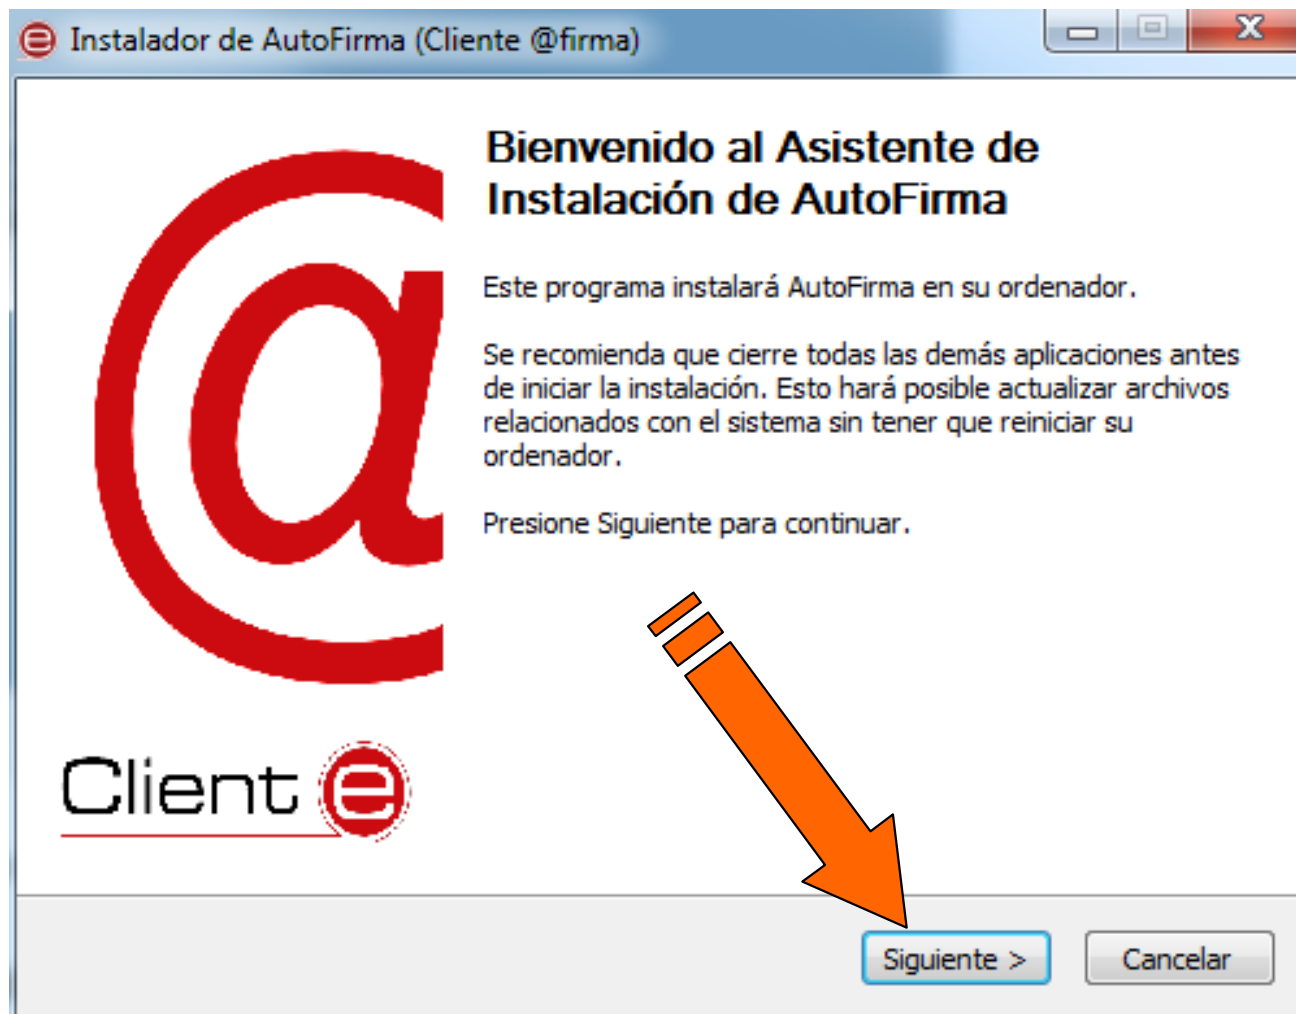 Instalador de AutoFirma (Cliente @firma)
Bienvenido al Asistente de
Instalación de AutoFirma
Este programa instalará AutoFirma en su ordenador.
Se recomienda que cierre todas las demás aplicaciones antes
de iniciar la instalación. Esto hará posible actualizar archivos
relacionados con el sistema sin tener que reiniciar su
ordenador.
Presione Siguiente para continuar.
@
Client e
Siguiente >
Cancelar